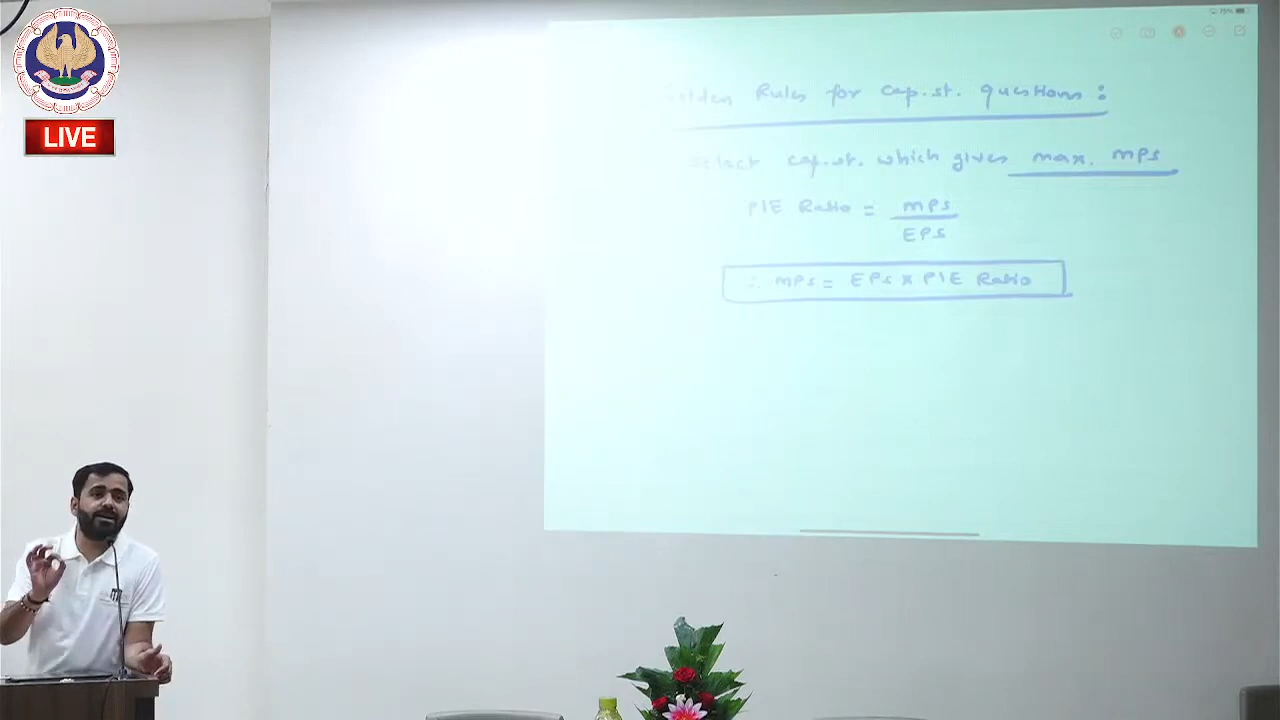 LIVE
75%
Golden Rules for cap.st. questions:
Select cap.st. which gives max. MPS
P/E Ratio = MPS
EPS
∴ MPS = EPS × P/E Ratio